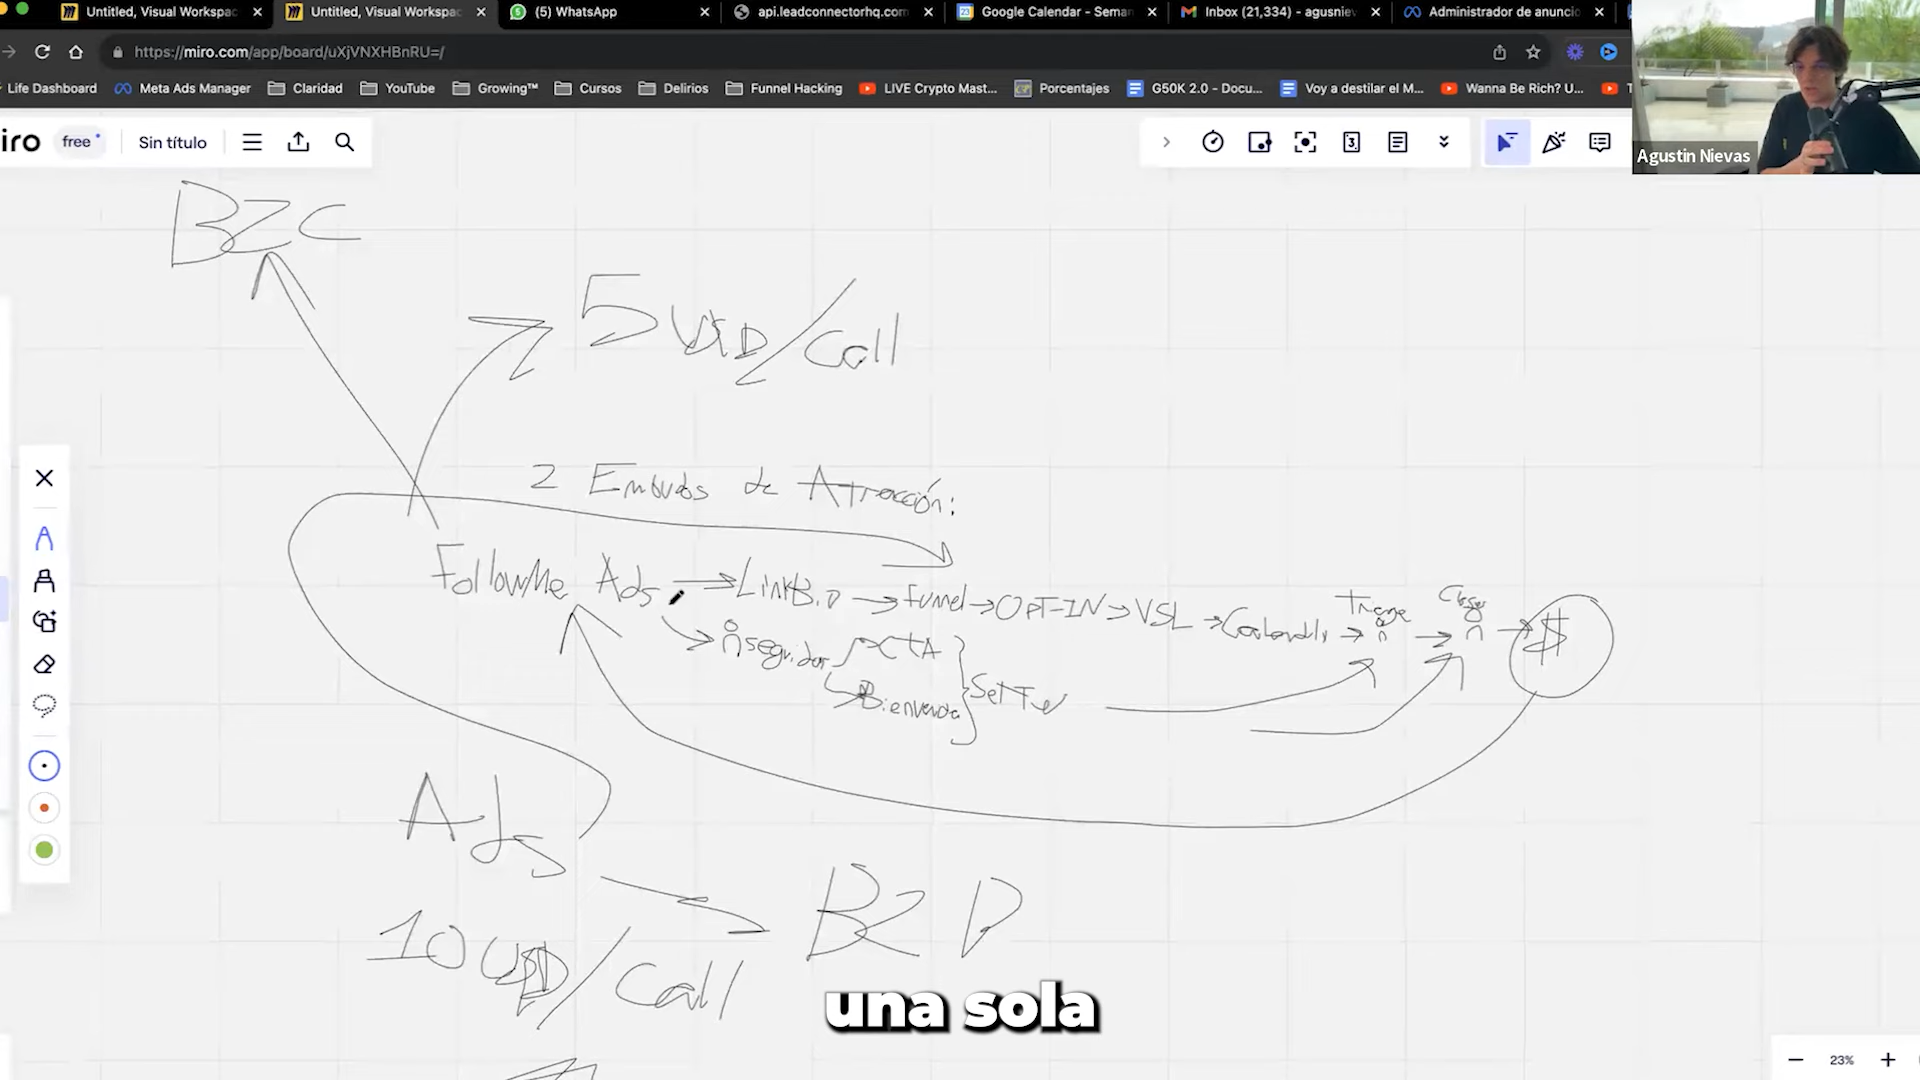 Untitled, Visual Workspac
Untitled, Visual Workspac
(5) WhatsApp
api.leadconnectorhq.com
Google Calendar - Seman
Inbox (21,334) - agusniev
Administrador de anuncio
https://miro.com/app/board/uXjVNXHBnRU=/
Life Dashboard
Meta Ads Manager
Claridad
YouTube
Growing™
Cursos
Delirios
Funnel Hacking
LIVE Crypto Mast...
Porcentajes
G50K 2.0 - Docu...
Voy a destilar el M...
Wanna Be Rich? U...
iro
free
Sin título
3
Agustin Nievas
B2C
5 USD/Call
2 Embudos de Atracción:
FollowMe Ads → LinkBio → Funnel → OPT-IN → VSL → Calendly → Triage → Closer → $
seguidor
CTA
Bienvenida
Setter
Ads
10 USD/Call
B2B
una sola
23%